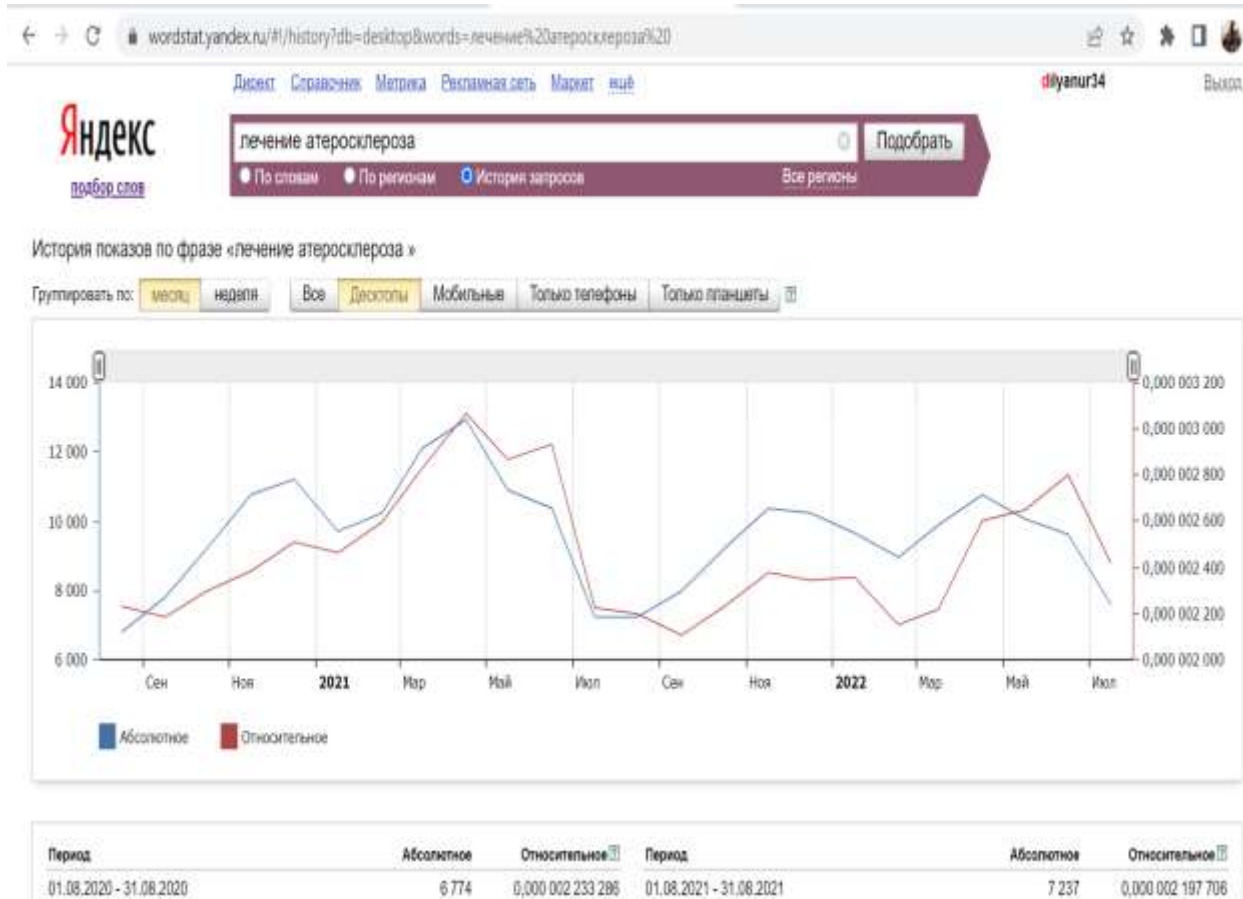 wordstat.yandex.ru/#!/history?db=desktop&words=лечение%20атеросклероза%20
Директ Справочник Метрика Рекламная сеть Маркет ещё
dilyanur34 Выход
Яндекс
подбор слов
лечение атеросклероза
Подобрать
По словам По регионам История запросов Все регионы
История показов по фразе «лечение атеросклероза »
Группировать по: месяц неделя Все Десктопы Мобильные Только телефоны Только планшеты ?
14 000 0,000 003 200
0,000 003 000
12 000
0,000 002 800
10 000 0,000 002 600
0,000 002 400
8 000
0,000 002 200
6 000 0,000 002 000
Сен Ноя 2021 Мар Май Июл Сен Ноя 2022 Мар Май Июл
Абсолютное Относительное
Период Абсолютное Относительное ? Период Абсолютное Относительное ?
01.08.2020 - 31.08.2020 6 774 0,000 002 233 286 01.08.2021 - 31.08.2021 7 237 0,000 002 197 706